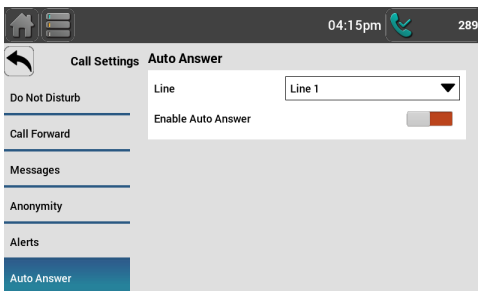 04:15pm 289
Call Settings
Auto Answer
Do Not Disturb
Call Forward
Messages
Anonymity
Alerts
Auto Answer
Line Line 1
Enable Auto Answer